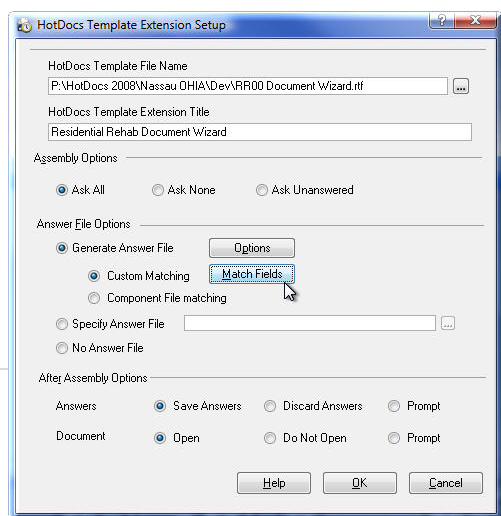 HotDocs Template Extension Setup
HotDocs Template File Name
P:\HotDocs 2008\Nassau OHIA\Dev\RR00 Document Wizard.rtf ...
HotDocs Template Extension Title
Residential Rehab Document Wizard
Assembly Options
Ask All Ask None Ask Unanswered
Answer File Options
Generate Answer File Options
Custom Matching Match Fields
Component File matching
Specify Answer File ...
No Answer File
After Assembly Options
Answers Save Answers Discard Answers Prompt
Document Open Do Not Open Prompt
Help OK Cancel